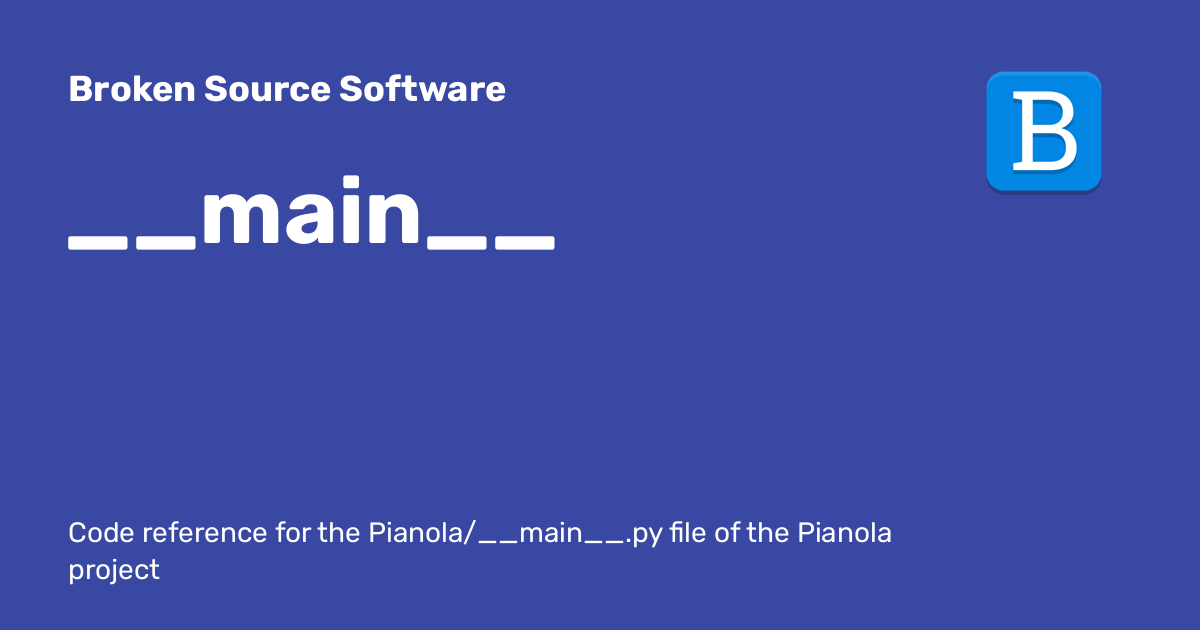 Broken Source Software
B
__main__
Code reference for the Pianola/__main__.py file of the Pianola
project